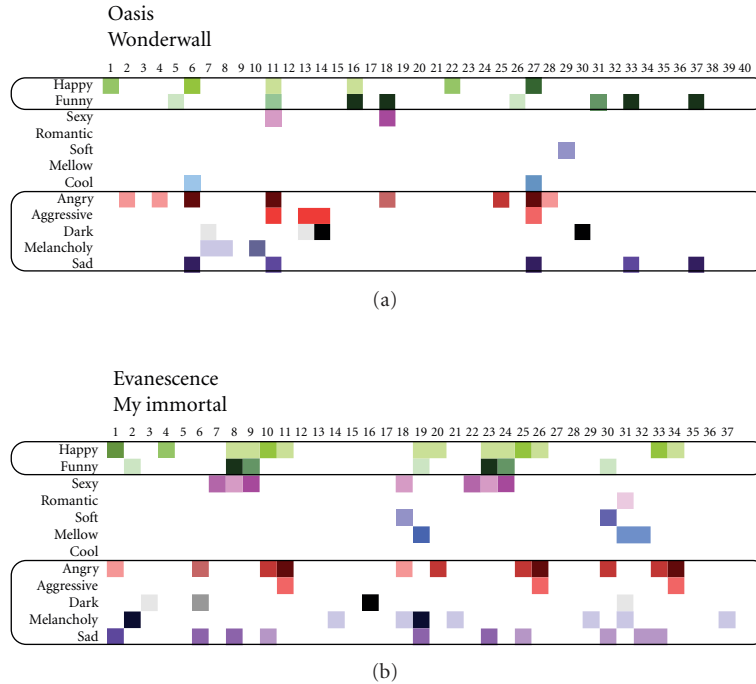 Oasis
Wonderwall
1 2 3 4 5 6 7 8 9 10 11 12 13 14 15 16 17 18 19 20 21 22 23 24 25 26 27 28 29 30 31 32 33 34 35 36 37 38 39 40
Happy
Funny
Sexy
Romantic
Soft
Mellow
Cool
Angry
Aggressive
Dark
Melancholy
Sad
(a)
Evanescence
My immortal
1 2 3 4 5 6 7 8 9 10 11 12 13 14 15 16 17 18 19 20 21 22 23 24 25 26 27 28 29 30 31 32 33 34 35 36 37
Happy
Funny
Sexy
Romantic
Soft
Mellow
Cool
Angry
Aggressive
Dark
Melancholy
Sad
(b)